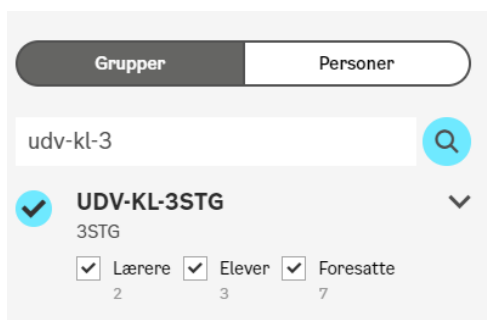 Grupper Personer
udv-kl-3
UDV-KL-3STG
3STG
Lærere Elever Foresatte
2 3 7